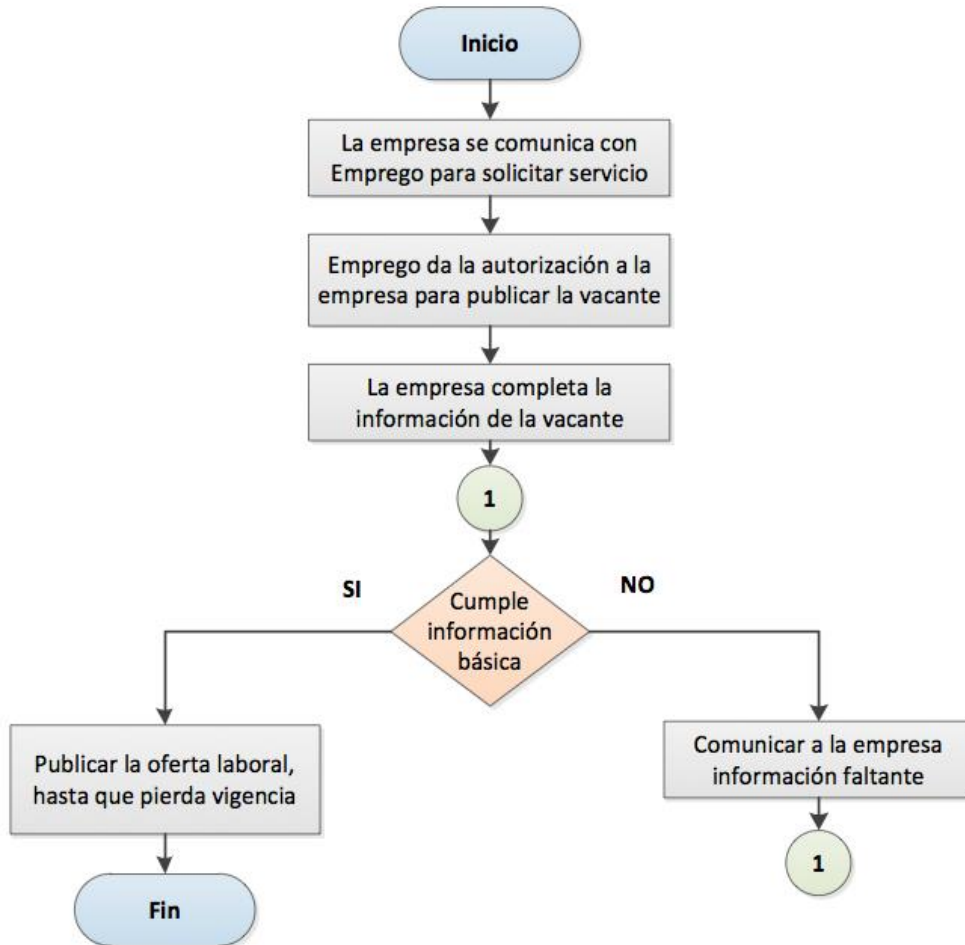 Inicio
La empresa se comunica con
Emprego para solicitar servicio
Emprego da la autorización a la
empresa para publicar la vacante
La empresa completa la
información de la vacante
1
SI
NO
Cumple
información
básica
Publicar la oferta laboral,
hasta que pierda vigencia
Comunicar a la empresa
información faltante
1
Fin